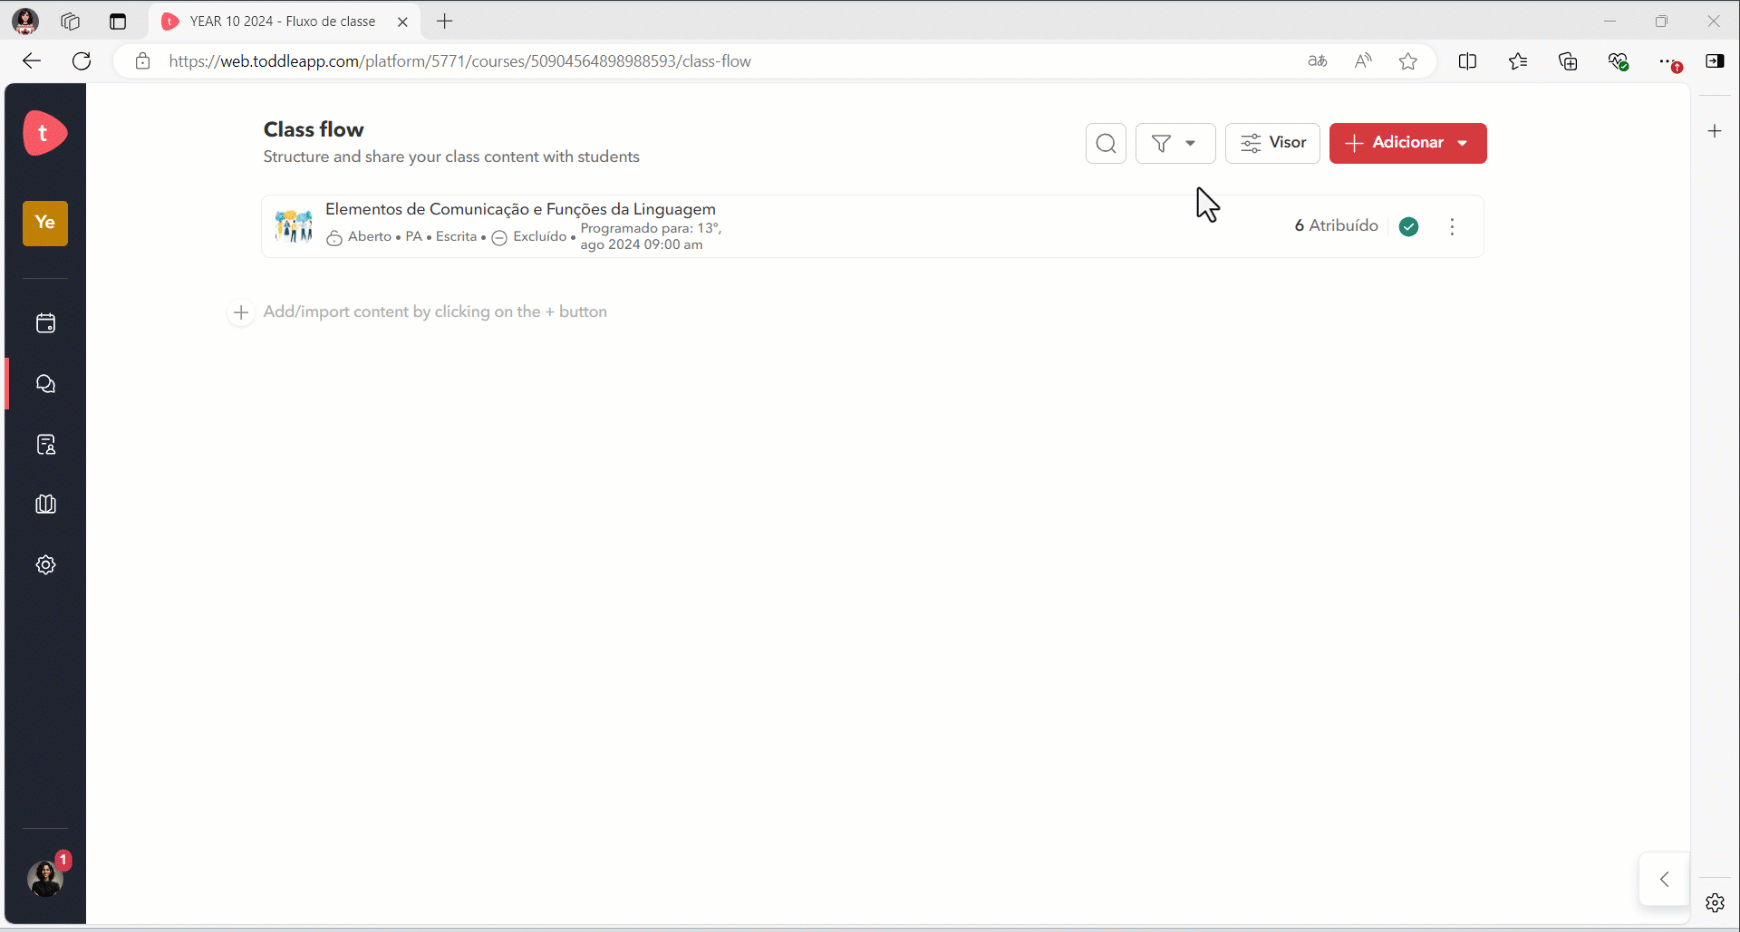 YEAR 10 2024 - Fluxo de classe
https://web.toddleapp.com/platform/5771/courses/50904564898988593/class-flow
aあ
A
t
Ye
1
Class flow
Structure and share your class content with students
Visor
Adicionar
Elementos de Comunicação e Funções da Linguagem
Aberto • PA • Escrita • Excluído • Programado para: 13º,
ago 2024 09:00 am
6 Atribuído
Add/import content by clicking on the + button